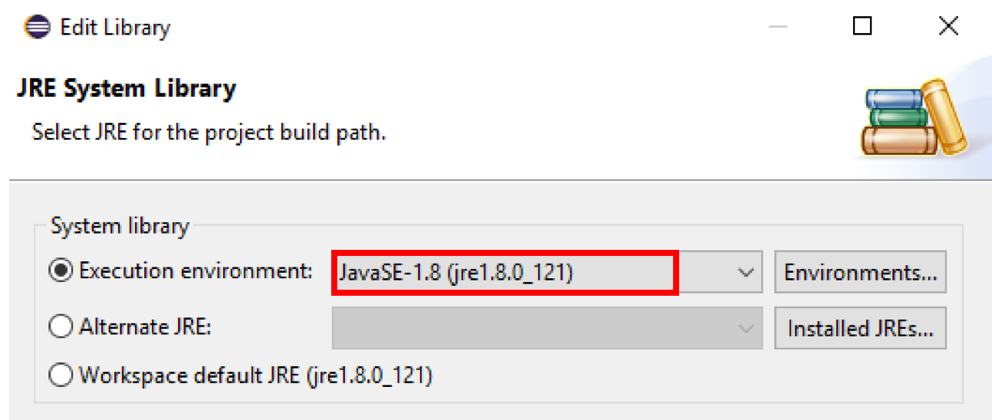 Edit Library
JRE System Library
Select JRE for the project build path.
System library
Execution environment: JavaSE-1.8 (jre1.8.0_121) Environments...
Alternate JRE: Installed JREs...
Workspace default JRE (jre1.8.0_121)